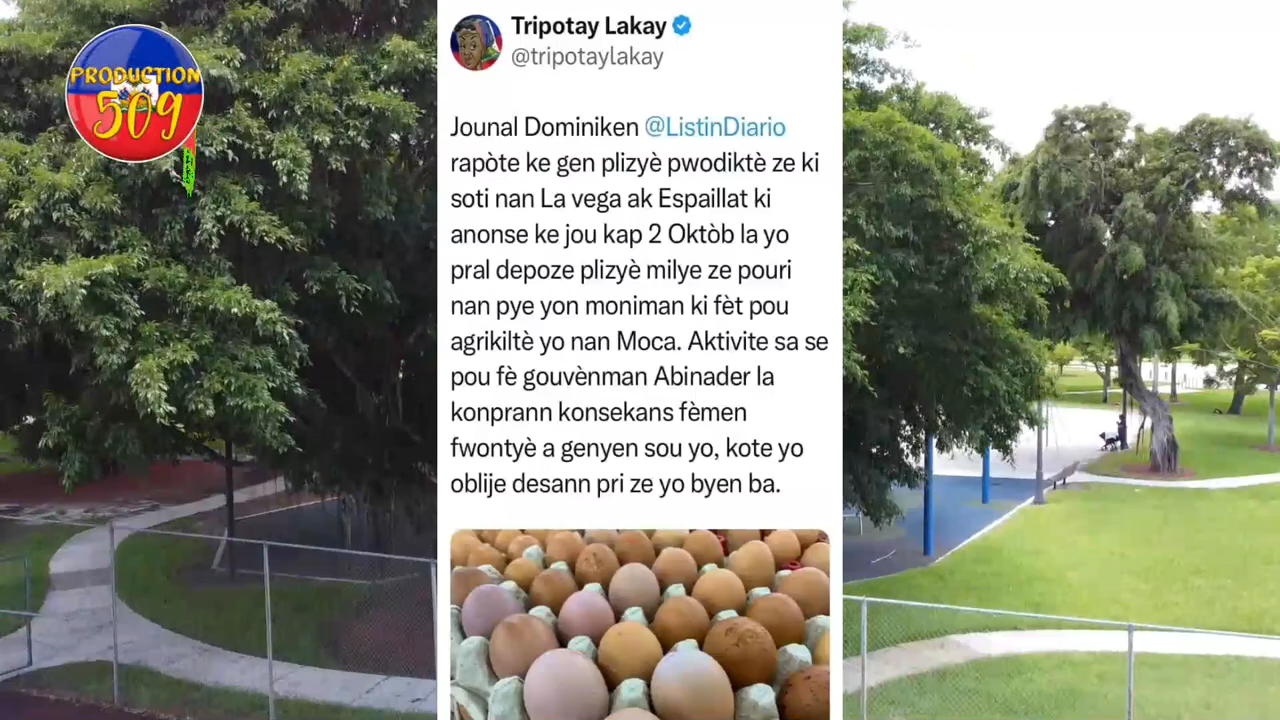 PRODUCTION
509
Tripotay Lakay
@tripotaylakay
Jounal Dominiken @ListinDiario
rapòte ke gen plizyè pwodiktè ze ki
soti nan La vega ak Espaillat ki
anonse ke jou kap 2 Oktòb la yo
pral depoze plizyè milye ze pouri
nan pye yon moniman ki fèt pou
agrikiltè yo nan Moca. Aktivite sa se
pou fè gouvènman Abinader la
konprann konsekans fèmen
fwontyè a genyen sou yo, kote yo
oblije desann pri ze yo byen ba.